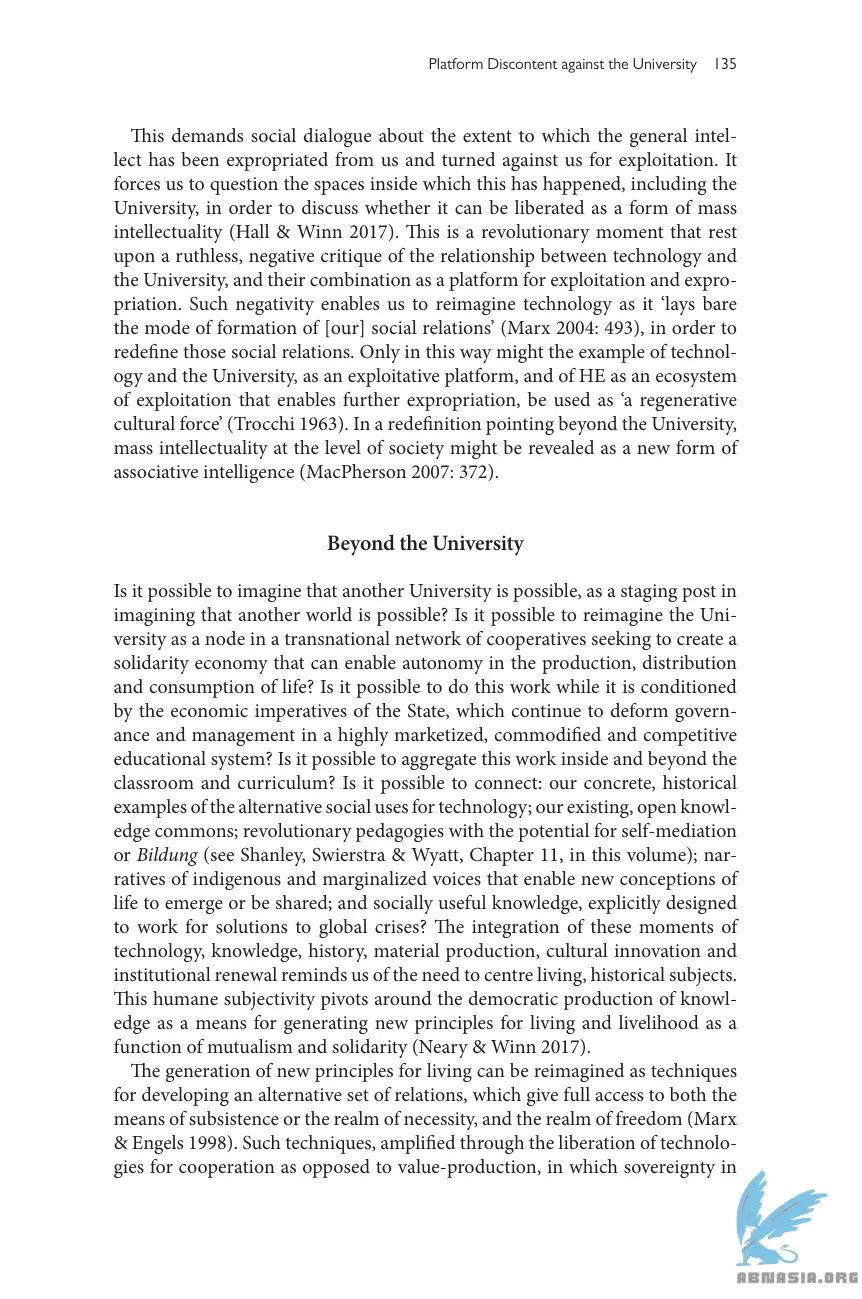 Platform Discontent against the University 135
This demands social dialogue about the extent to which the general intel-
lect has been expropriated from us and turned against us for exploitation. It
forces us to question the spaces inside which this has happened, including the
University, in order to discuss whether it can be liberated as a form of mass
intellectuality (Hall & Winn 2017). This is a revolutionary moment that rest
upon a ruthless, negative critique of the relationship between technology and
the University, and their combination as a platform for exploitation and expro-
priation. Such negativity enables us to reimagine technology as it ‘lays bare
the mode of formation of [our] social relations’ (Marx 2004: 493), in order to
redefine those social relations. Only in this way might the example of technol-
ogy and the University, as an exploitative platform, and of HE as an ecosystem
of exploitation that enables further expropriation, be used as ‘a regenerative
cultural force’ (Trocchi 1963). In a redefinition pointing beyond the University,
mass intellectuality at the level of society might be revealed as a new form of
associative intelligence (MacPherson 2007: 372).
Beyond the University
Is it possible to imagine that another University is possible, as a staging post in
imagining that another world is possible? Is it possible to reimagine the Uni-
versity as a node in a transnational network of cooperatives seeking to create a
solidarity economy that can enable autonomy in the production, distribution
and consumption of life? Is it possible to do this work while it is conditioned
by the economic imperatives of the State, which continue to deform govern-
ance and management in a highly marketized, commodified and competitive
educational system? Is it possible to aggregate this work inside and beyond the
classroom and curriculum? Is it possible to connect: our concrete, historical
examples of the alternative social uses for technology; our existing, open knowl-
edge commons; revolutionary pedagogies with the potential for self-mediation
or Bildung (see Shanley, Swierstra & Wyatt, Chapter 11, in this volume); nar-
ratives of indigenous and marginalized voices that enable new conceptions of
life to emerge or be shared; and socially useful knowledge, explicitly designed
to work for solutions to global crises? The integration of these moments of
technology, knowledge, history, material production, cultural innovation and
institutional renewal reminds us of the need to centre living, historical subjects.
This humane subjectivity pivots around the democratic production of knowl-
edge as a means for generating new principles for living and livelihood as a
function of mutualism and solidarity (Neary & Winn 2017).
The generation of new principles for living can be reimagined as techniques
for developing an alternative set of relations, which give full access to both the
means of subsistence or the realm of necessity, and the realm of freedom (Marx
& Engels 1998). Such techniques, amplified through the liberation of technolo-
gies for cooperation as opposed to value-production, in which sovereignty in
ABNASIA.ORG